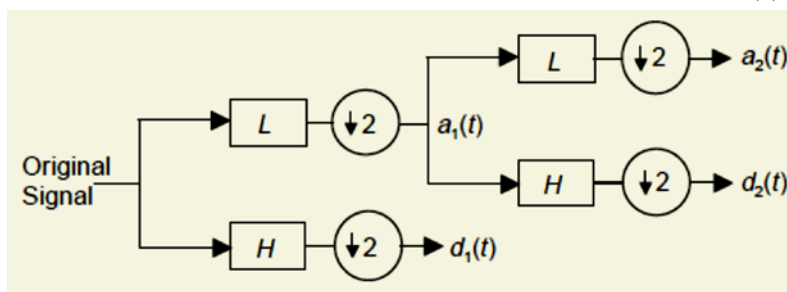 L
↓2
a₂(t)
L
↓2
a₁(t)
Original
Signal
H
↓2
d₂(t)
H
↓2
d₁(t)